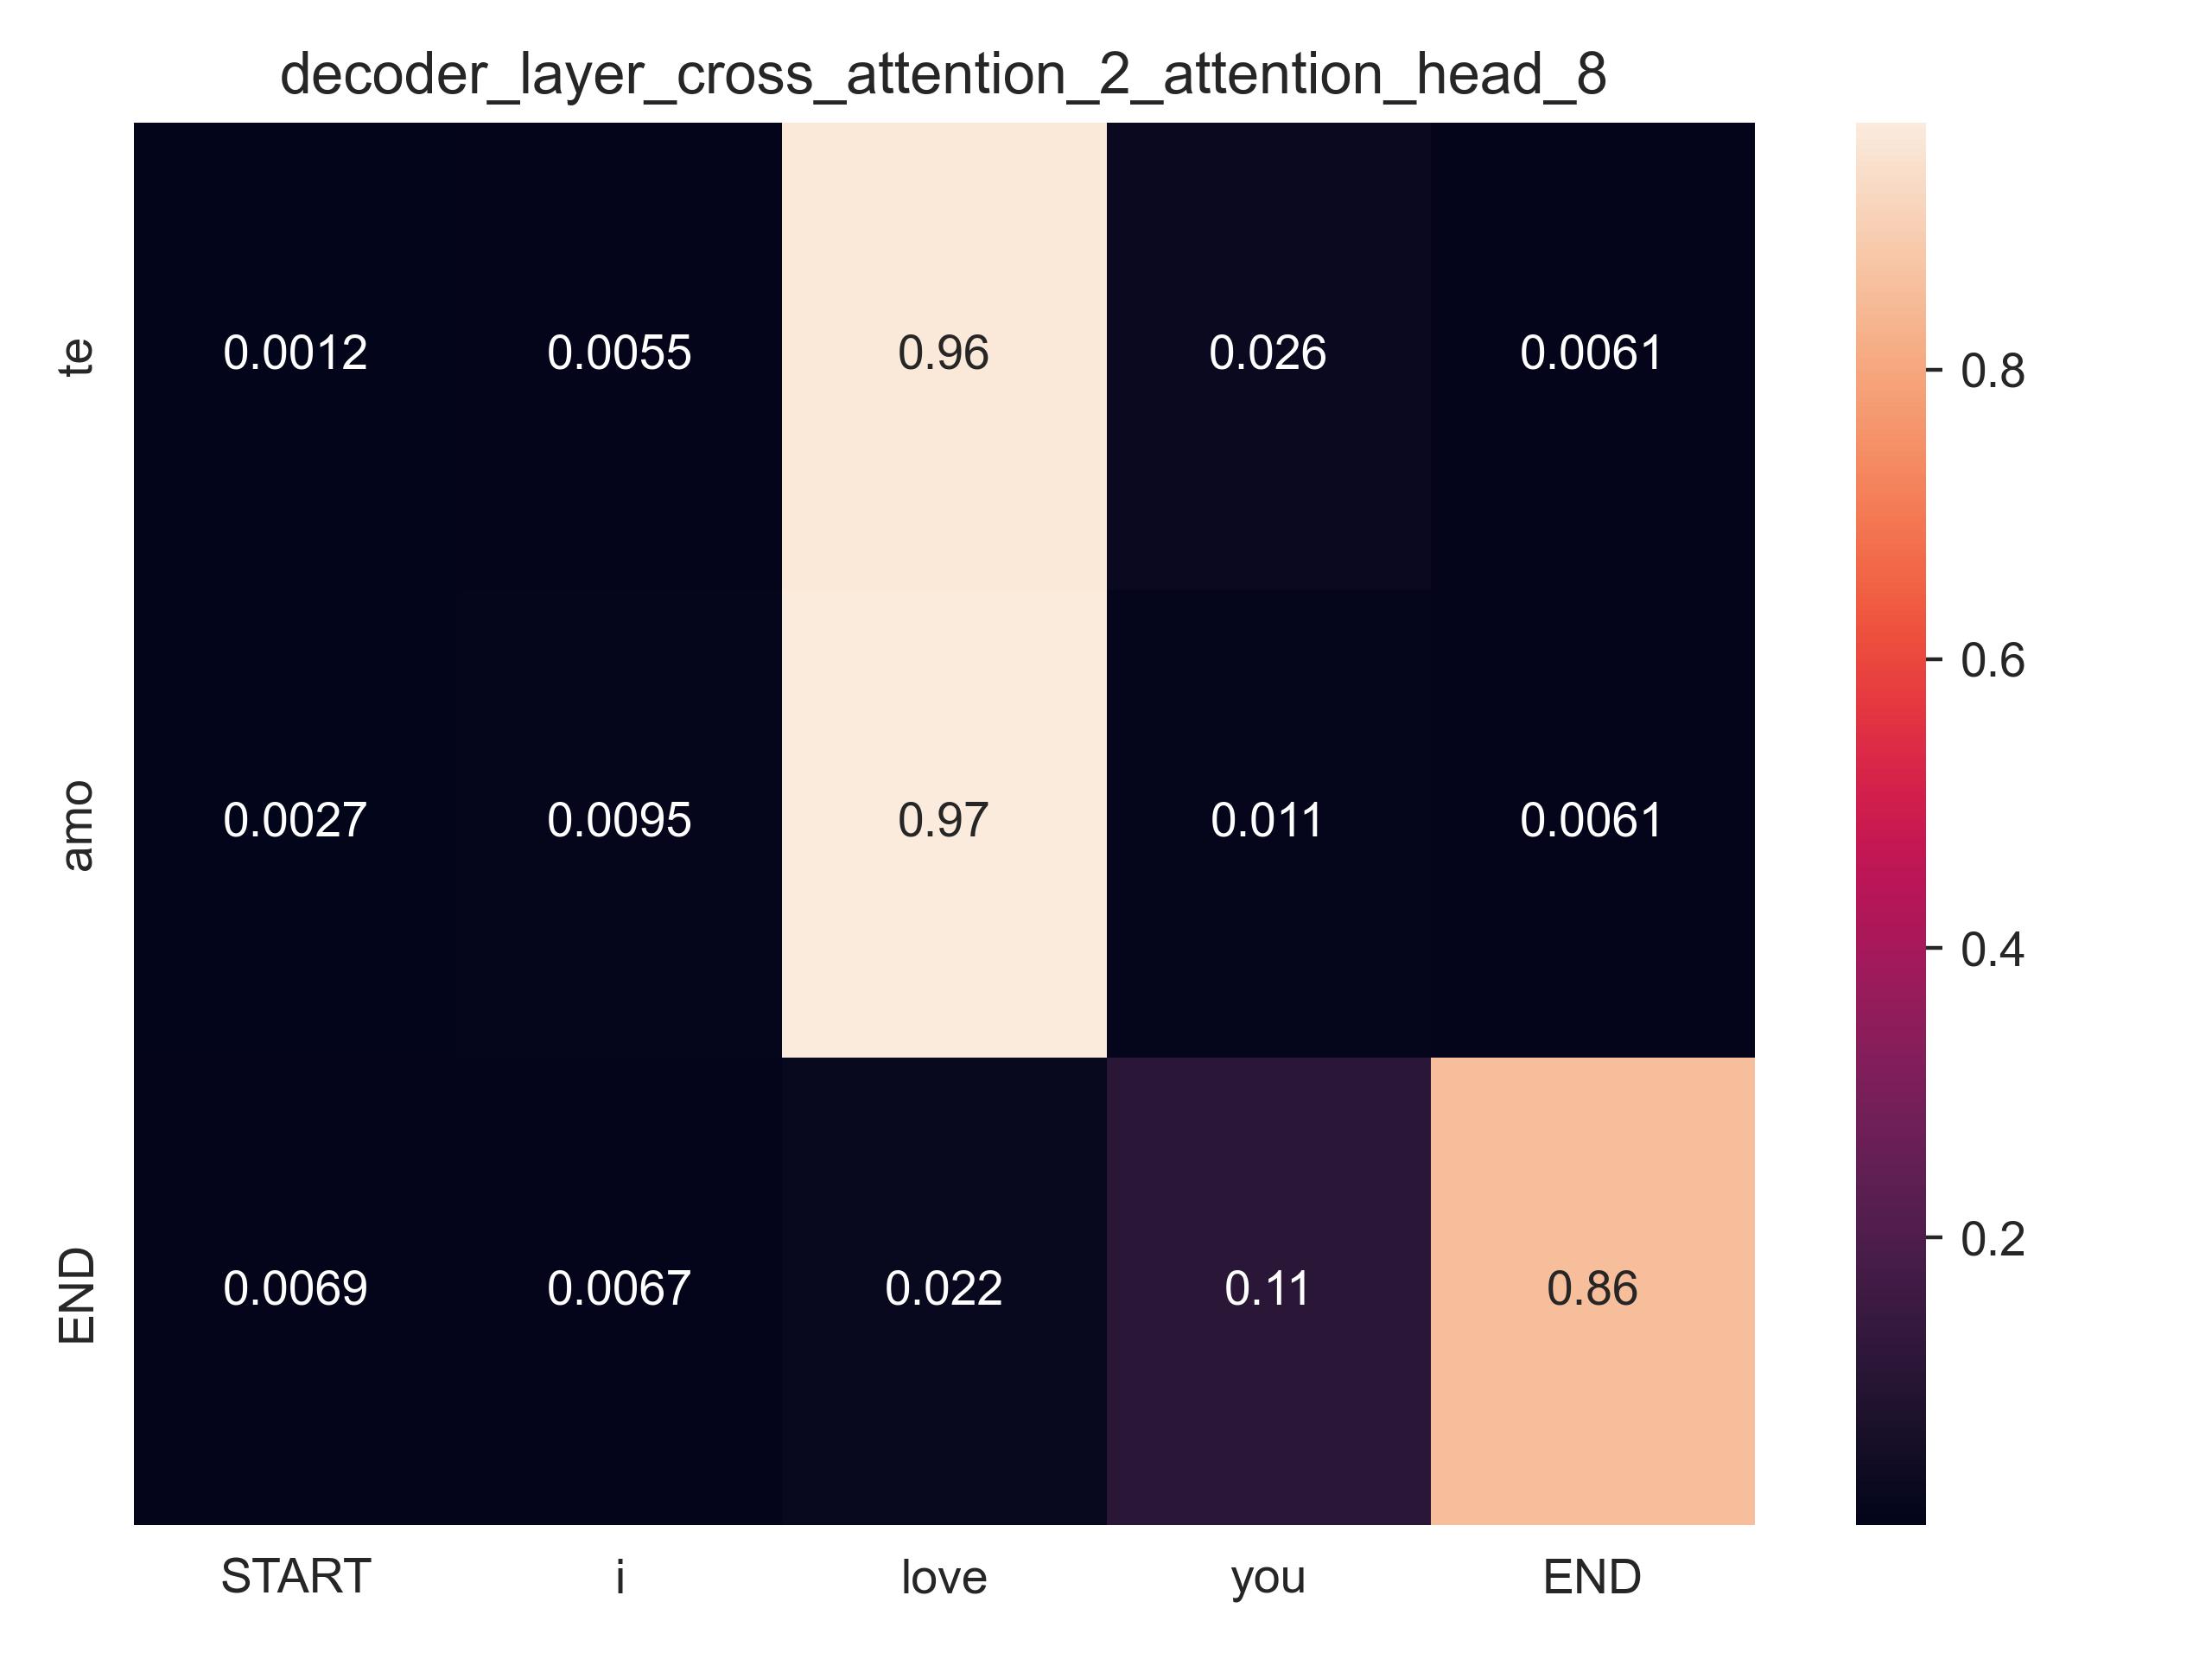 decoder_layer_cross_attention_2_attention_head_8
te 0.0012 0.0055 0.96 0.026 0.0061
amo 0.0027 0.0095 0.97 0.011 0.0061
END 0.0069 0.0067 0.022 0.11 0.86
START i love you END
0.8
0.6
0.4
0.2